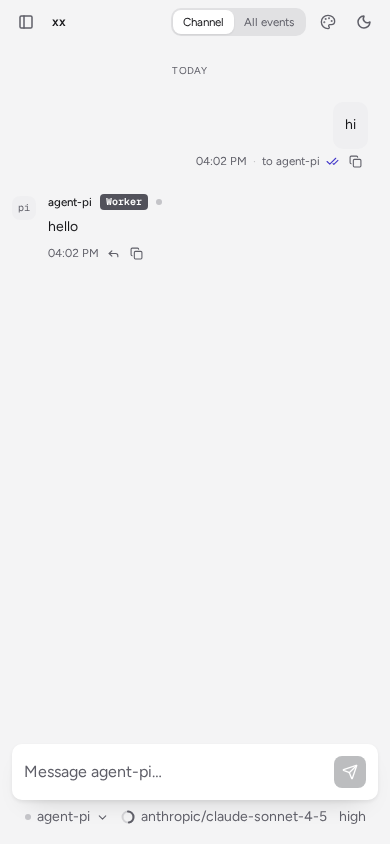 xx
Channel
All events
TODAY
hi
04:02 PM · to agent-pi
pi
agent-pi Worker
hello
04:02 PM
Message agent-pi...
agent-pi
anthropic/claude-sonnet-4-5
high